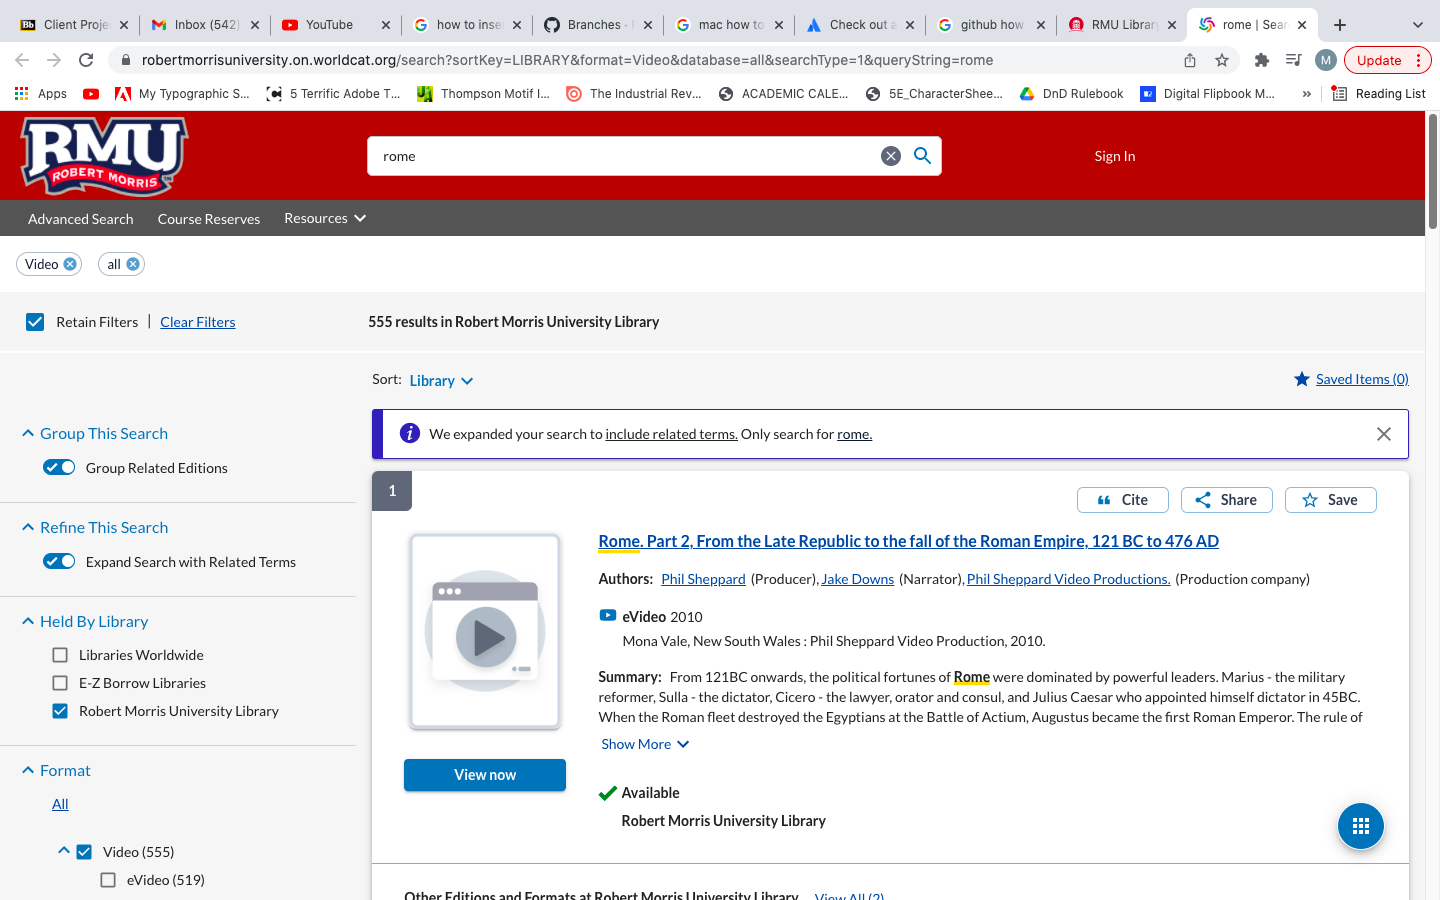 Client Proje
Inbox (542)
YouTube
how to inse
Branches ·
mac how to
Check out a
github how
RMU Library
rome | Sear
robertmorrisuniversity.on.worldcat.org/search?sortKey=LIBRARY&format=Video&database=all&searchType=1&queryString=rome
M
Update
Apps
My Typographic S...
5 Terrific Adobe T...
Thompson Motif I...
The Industrial Rev...
ACADEMIC CALE...
5E_CharacterShee...
DnD Rulebook
Digital Flipbook M...
»
Reading List
RMU
ROBERT MORRIS
rome
Sign In
Advanced Search
Course Reserves
Resources
Video
all
Retain Filters | Clear Filters
555 results in Robert Morris University Library
Sort: Library
Saved Items (0)
Group This Search
Group Related Editions
Refine This Search
Expand Search with Related Terms
Held By Library
Libraries Worldwide
E-Z Borrow Libraries
Robert Morris University Library
Format
All
Video (555)
eVideo (519)
We expanded your search to include related terms. Only search for rome.
1
Cite
Share
Save
Rome. Part 2, From the Late Republic to the fall of the Roman Empire, 121 BC to 476 AD
Authors: Phil Sheppard (Producer), Jake Downs (Narrator), Phil Sheppard Video Productions. (Production company)
eVideo 2010
Mona Vale, New South Wales : Phil Sheppard Video Production, 2010.
Summary: From 121BC onwards, the political fortunes of Rome were dominated by powerful leaders. Marius - the military
reformer, Sulla - the dictator, Cicero - the lawyer, orator and consul, and Julius Caesar who appointed himself dictator in 45BC.
When the Roman fleet destroyed the Egyptians at the Battle of Actium, Augustus became the first Roman Emperor. The rule of
Show More
View now
Available
Robert Morris University Library
Other Editions and Formats at Robert Morris University Library
View All (2)